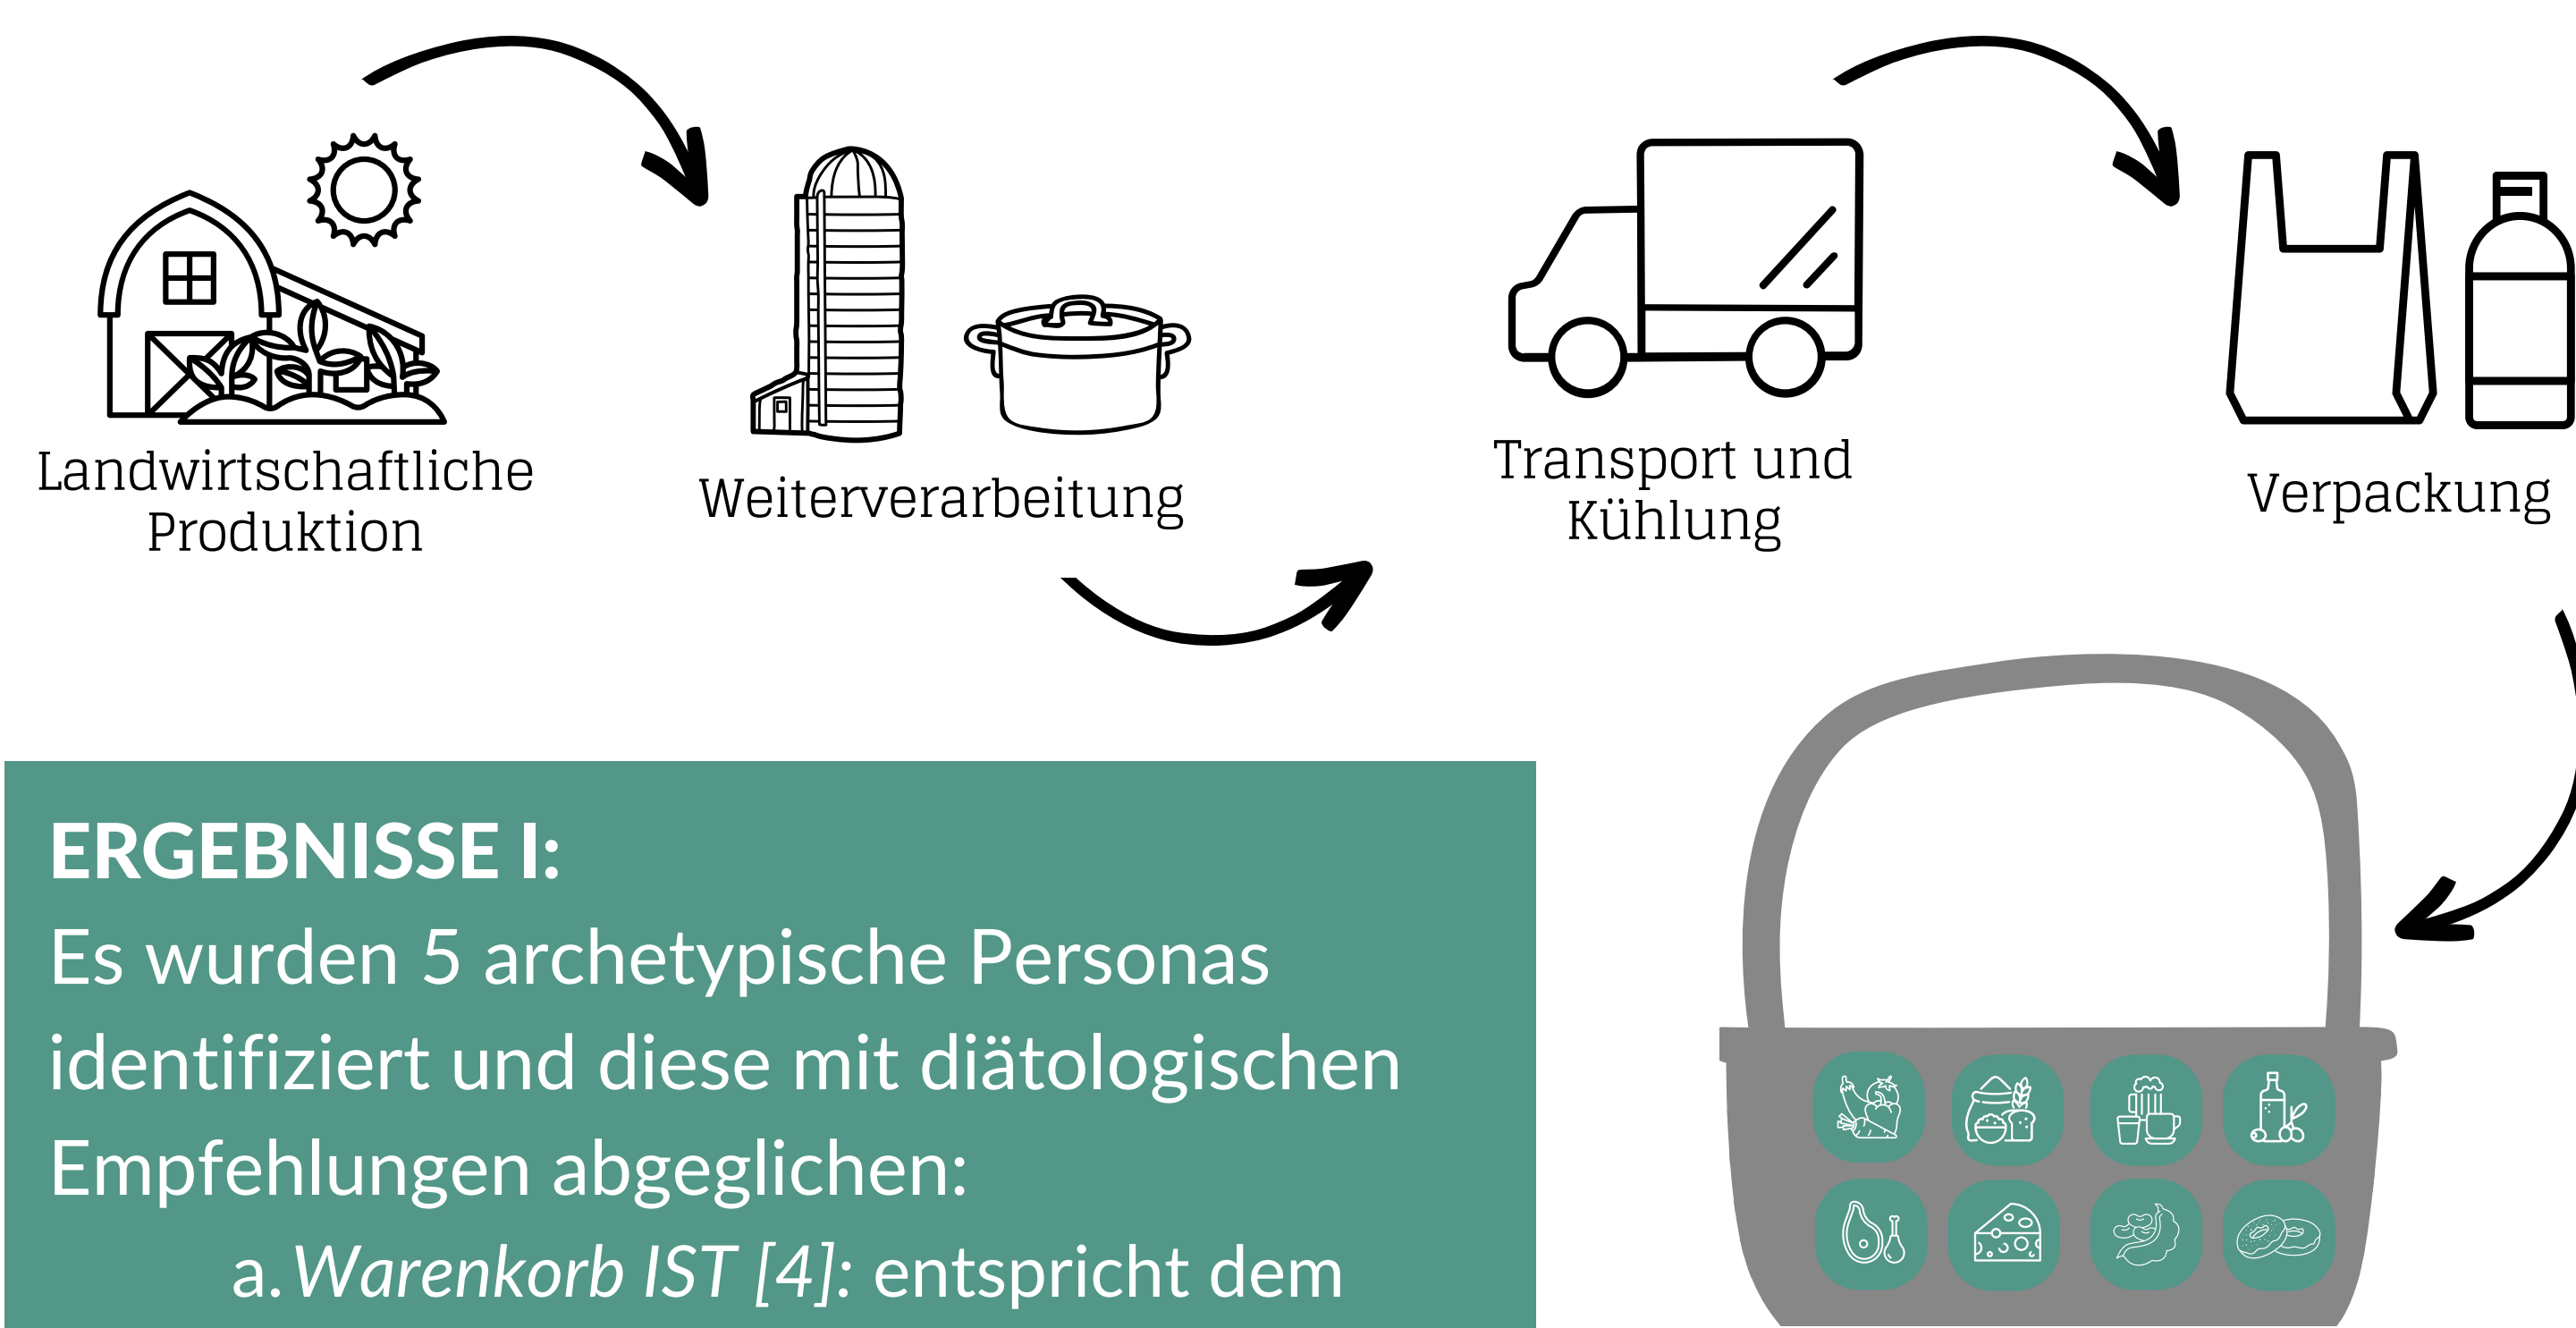 Landwirtschaftliche
Produktion
Weiterverarbeitung
Transport und
Kühlung
Verpackung
ERGEBNISSE I:
Es wurden 5 archetypische Personas
identifiziert und diese mit diätologischen
Empfehlungen abgeglichen:
a. Warenkorb IST [4]: entspricht dem